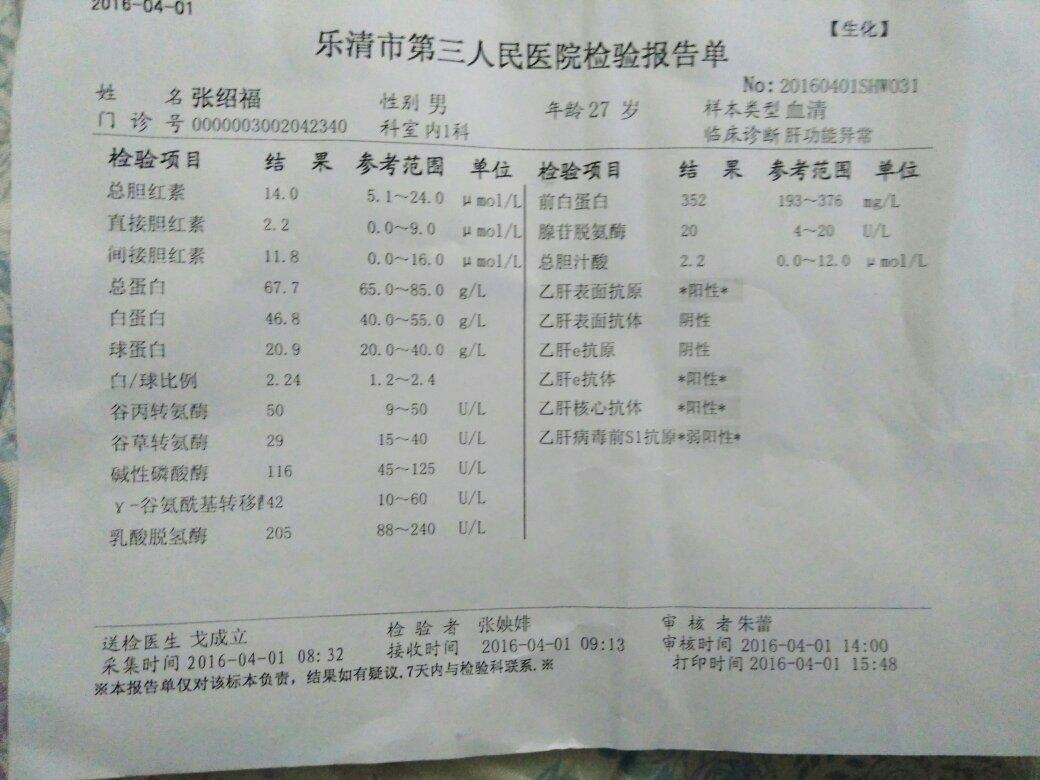 2016-04-01
【生化】
乐清市第三人民医院检验报告单
No: 20160401SHW031
姓 名 张绍福 性别 男 年龄 27 岁 样本类型 血清
门 诊 号 0000003002042340 科室 内1科 临床诊断 肝功能异常
检验项目 结 果 参考范围 单位
总胆红素 14.0 5.1~24.0 μmol/L
直接胆红素 2.2 0.0~9.0 μmol/L
间接胆红素 11.8 0.0~16.0 μmol/L
总蛋白 67.7 65.0~85.0 g/L
白蛋白 46.8 40.0~55.0 g/L
球蛋白 20.9 20.0~40.0 g/L
白/球比例 2.24 1.2~2.4
谷丙转氨酶 50 9~50 U/L
谷草转氨酶 29 15~40 U/L
碱性磷酸酶 116 45~125 U/L
γ-谷氨酰基转移 42 10~60 U/L
乳酸脱氢酶 205 88~240 U/L
检验项目 结 果 参考范围 单位
前白蛋白 352 193~376 mg/L
腺苷脱氨酶 20 4~20 U/L
总胆汁酸 2.2 0.0~12.0 μmol/L
乙肝表面抗原 *阳性*
乙肝表面抗体 阴性
乙肝e抗原 阴性
乙肝e抗体 *阳性*
乙肝核心抗体 *阳性*
乙肝病毒前S1抗原*弱阳性*
送检医生 戈成立 检 验 者 张姎婔 审 核 者 朱蕾
采集时间 2016-04-01 08:32 接收时间 2016-04-01 09:13 审核时间 2016-04-01 14:00
打印时间 2016-04-01 15:48
※本报告单仅对该标本负责，结果如有疑议,7天内与检验科联系.※